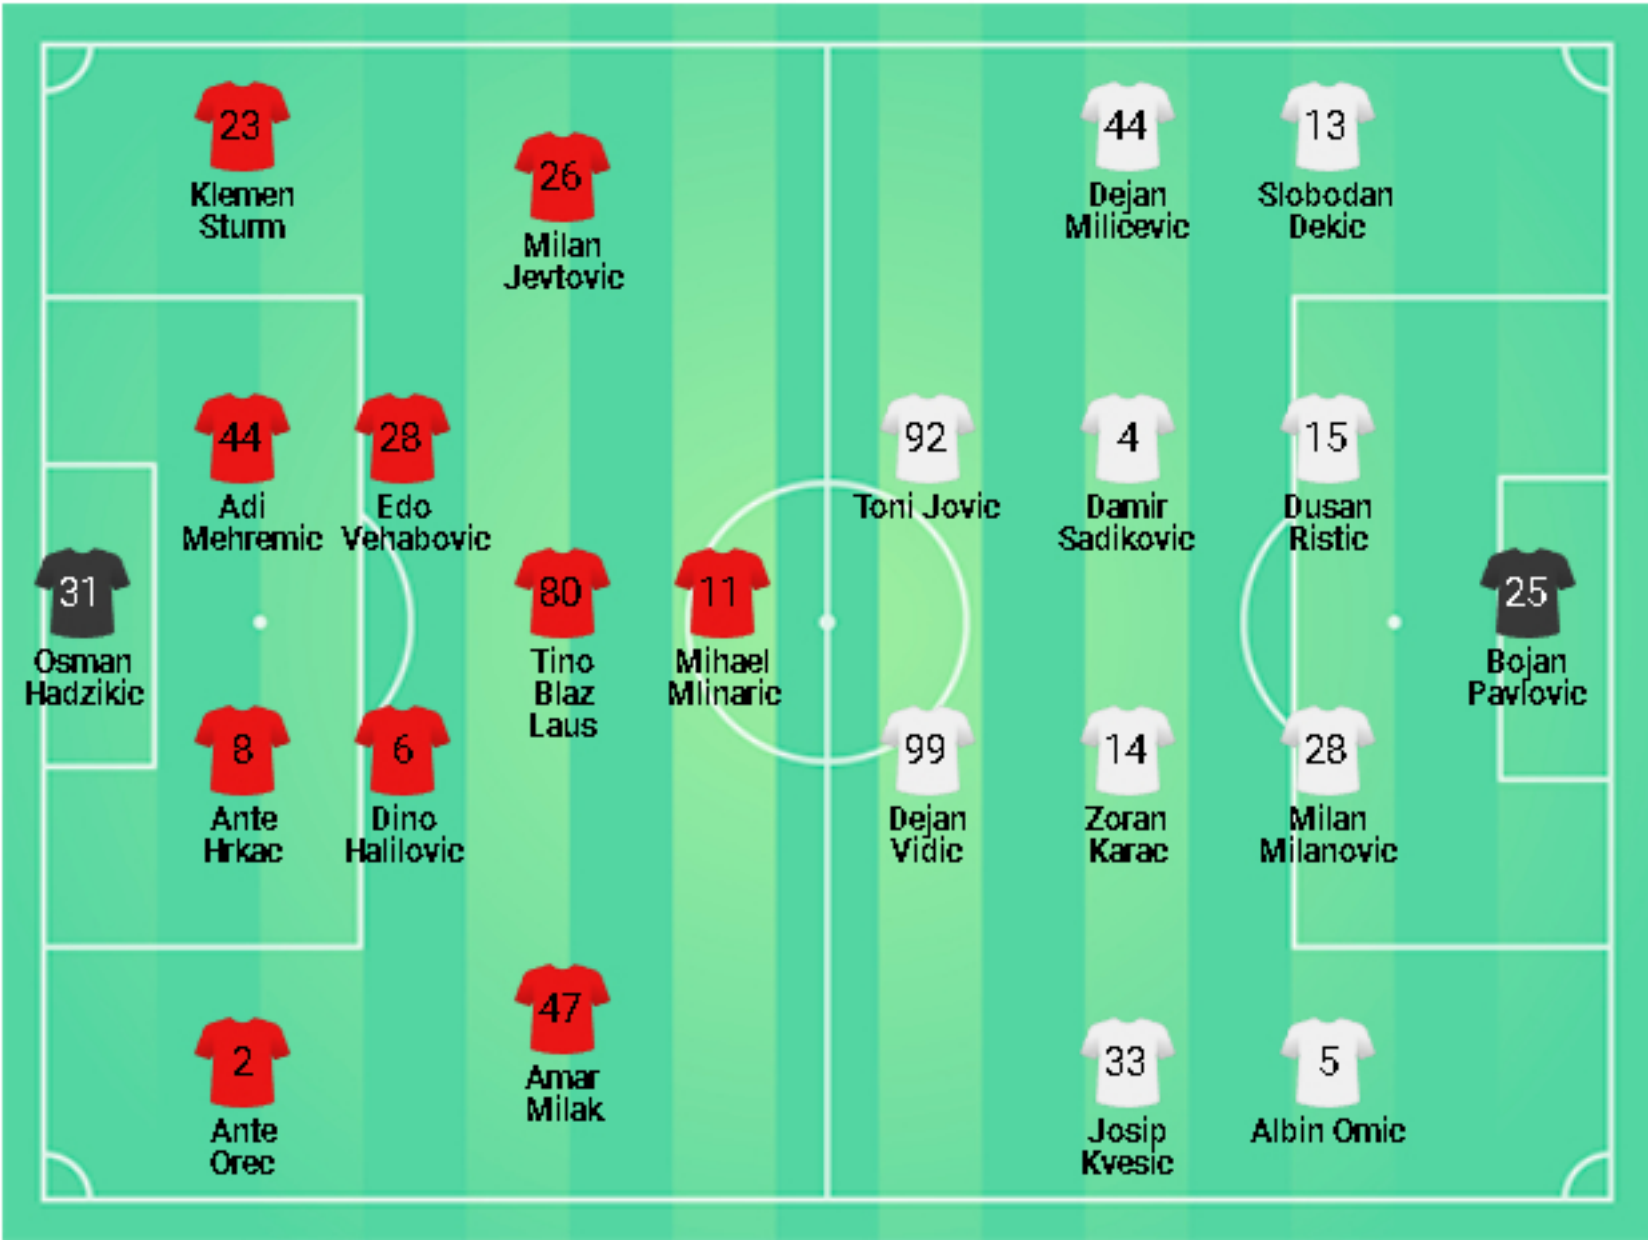 23
Klemen
Sturm
26
Milan
Jevtovic
44
Dejan
Milicevic
13
Slobodan
Dekic
44
Adi
Mehremic
28
Edo
Vehabovic
92
Toni Jovic
4
Damir
Sadikovic
15
Dusan
Ristic
31
Osman
Hadzikic
80
Tino
Blaz
Laus
11
Mihael
Mlinaric
25
Bojan
Pavlovic
8
Ante
Hrkac
6
Dino
Halilovic
99
Dejan
Vidic
14
Zoran
Karac
28
Milan
Milanovic
2
Ante
Orec
47
Amar
Milak
33
Josip
Kvesic
5
Albin Omic